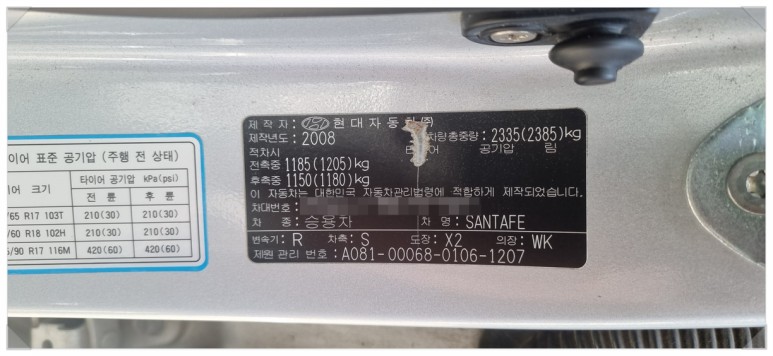 타이어 표준 공기압 (주행 전 상태)
타이어 크기
타이어 공기압 kPa(psi)
전 륜
후 륜
/65 R17 103T 210(30) 210(30)
/60 R18 102H 210(30) 210(30)
/90 R17 116M 420(60) 420(60)
제 작 자 : 현대자동차(주)
제작년도 : 2008
차량총중량 : 2335(2385)kg
적차시
공기압 림
전축중 1185(1205)kg
후축중 1150(1180)kg
이 자동차는 대한민국 자동차관리법령에 적합하게 제작되었습니다.
차대번호 :
차 종 : 승용차 차 명 : SANTAFE
변속기 : R 차축 : S 도장 : X2 의장 : WK
제원 관리 번호 : A081-00068-0106-1207